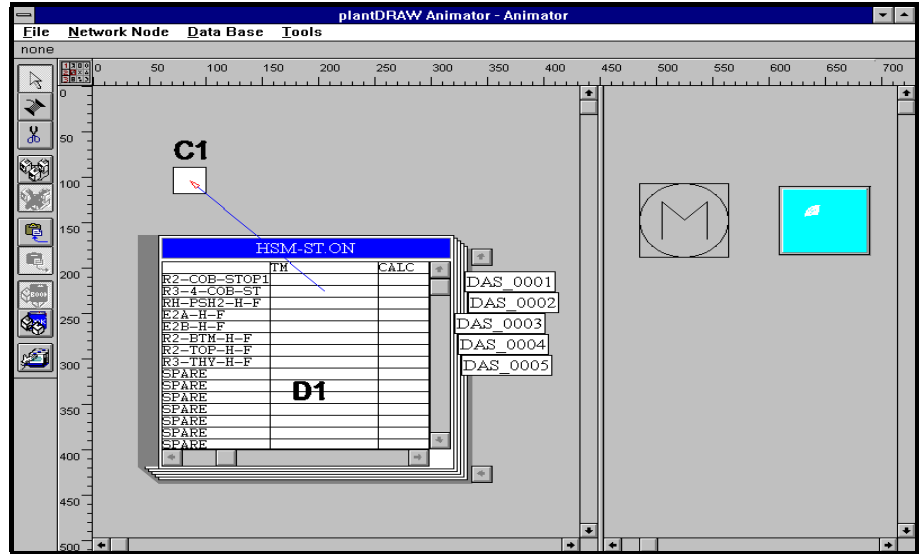 plantDRAW Animator - Animator
File Network Node Data Base Tools
none
0 50 100 150 200 250 300 350 400 450 500 550 600 650 700
0
50
100
150
200
250
300
350
400
450
500
C1
HSM-ST.ON
TM CALC
R2-COB-STOP1
R3-4-COB-ST
RH-PSH2-H-F
E2A-H-F
E2B-H-F
R2-BTM-H-F
R2-TOP-H-F
R3-THY-H-F
SPARE
SPARE
SPARE
SPARE
SPARE
SPARE
D1
DAS_0001
DAS_0002
DAS_0003
DAS_0004
DAS_0005
M